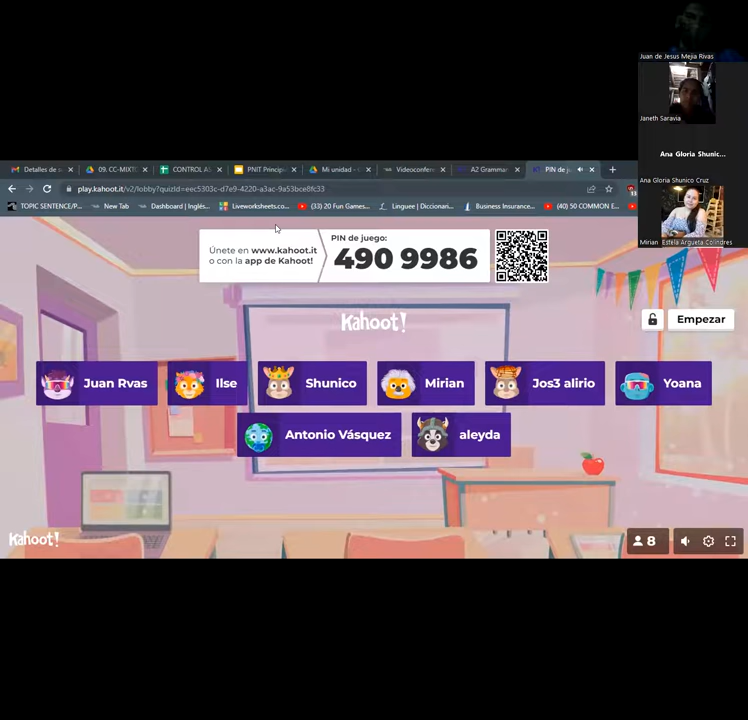 Juan de Jesus Mejia Rivas
Janeth Saravia
Ana Gloria Shunic...
Ana Gloria Shunico Cruz
Mirian Estela Argueta Colindres
Detalles de
09. CC-MIXT
CONTROL AS
PNIT Princip
Mi unidad - G
Videoconfer
A2 Grammar
PIN de j
play.kahoot.it/v2/lobby?quizId=eec5303c-d7e9-4220-a3ac-9a53bce8fc33
TOPIC SENTENCE/P...
New Tab
Dashboard | Inglés...
Liveworksheets.co...
(33) 20 Fun Games...
Linguee | Diccionari...
Business Insurance...
(40) 50 COMMON E...
Únete en www.kahoot.it
o con la app de Kahoot!
PIN de juego:
490 9986
Kahoot!
Empezar
Juan Rvas
Ilse
Shunico
Mirian
Jos3 alirio
Yoana
Antonio Vásquez
aleyda
Kahoot!
8